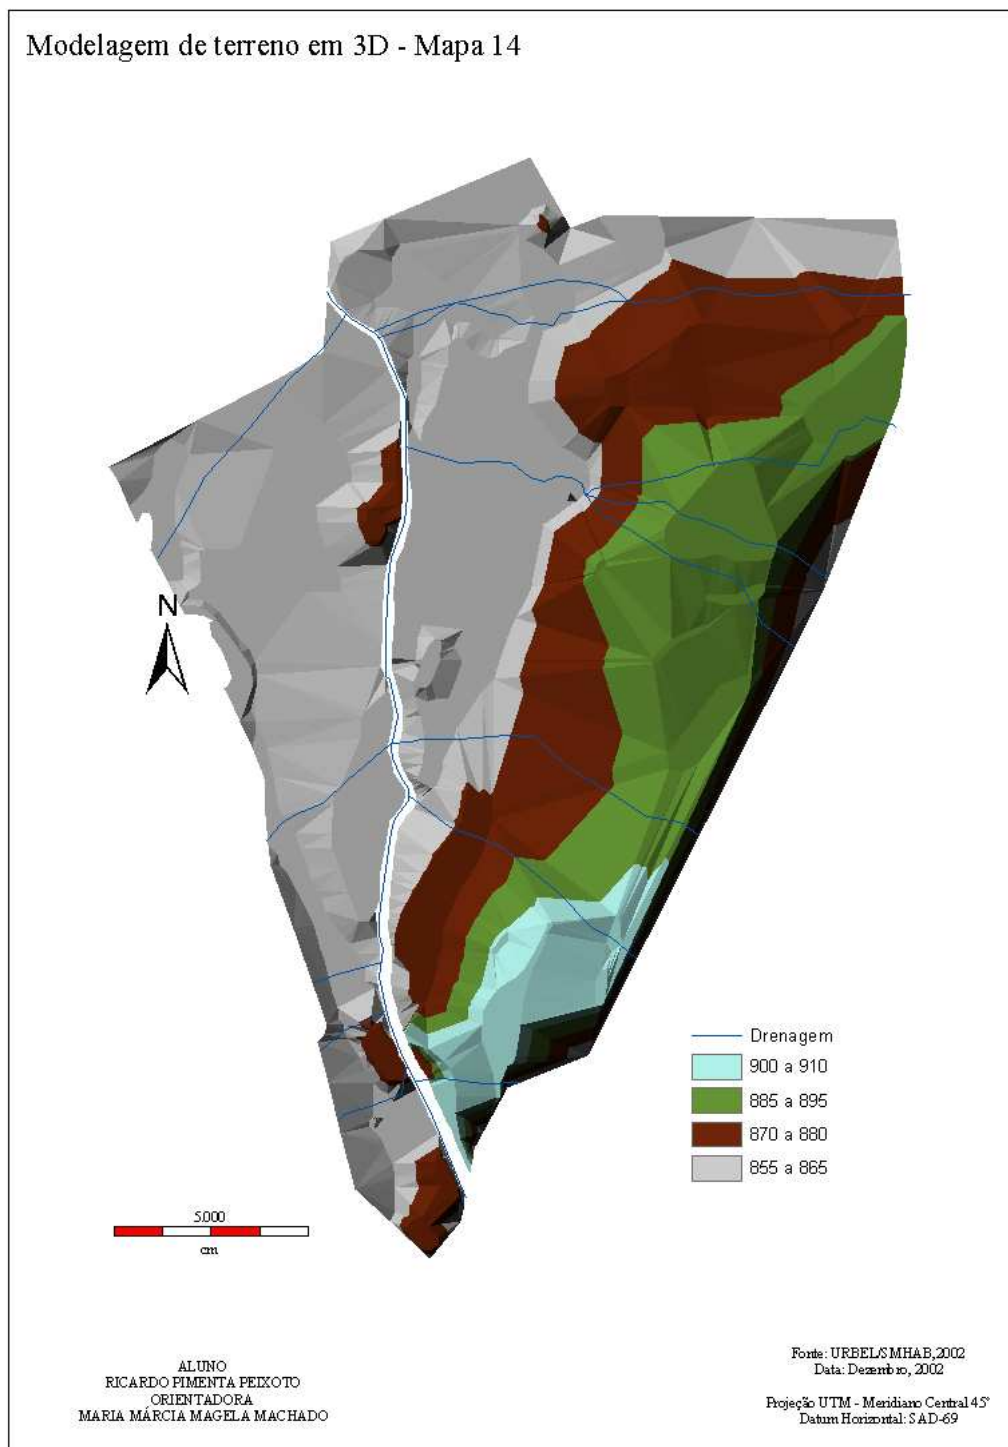 Modelagem de terreno em 3D - Mapa 14
N
Drenagem
900 a 910
885 a 895
870 a 880
855 a 865
5.000
cm
ALUNO
RICARDO PIMENTA PEIXOTO
ORIENTADORA
MARIA MÁRCIA MAGELA MACHADO
Fonte: URBEL/SMHAB,2002
Data: Dezembro, 2002
Projeção UTM - Meridiano Central 45°
Datum Horizontal: SAD-69